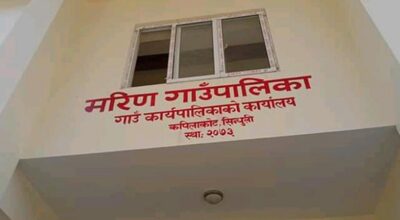 मरिण गाउँपालिका
गाउँ कार्यपालिकाको कार्यालय
कपिलाकोट, सिन्धुली
स्था: २०७३